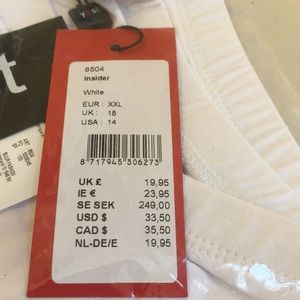 8504
Insider
White
EUR : XXL
UK : 18
USA : 14
8 717945 306273
UK £ 19,95
IE € 23,95
SE SEK 249,00
USD $ 33,50
CAD $ 35,50
NL-DE/E 19,95